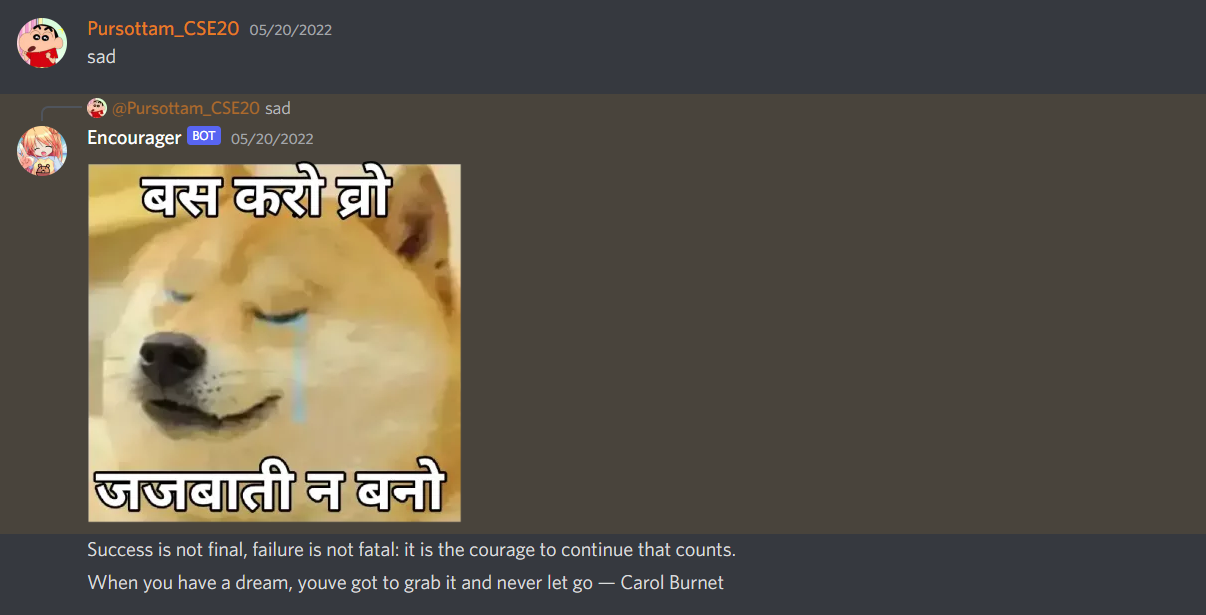 Pursottam_CSE20 05/20/2022
sad
@Pursottam_CSE20 sad
Encourager BOT 05/20/2022
बस करो व्रो
जजबाती न बनो
Success is not final, failure is not fatal: it is the courage to continue that counts.
When you have a dream, youve got to grab it and never let go — Carol Burnet